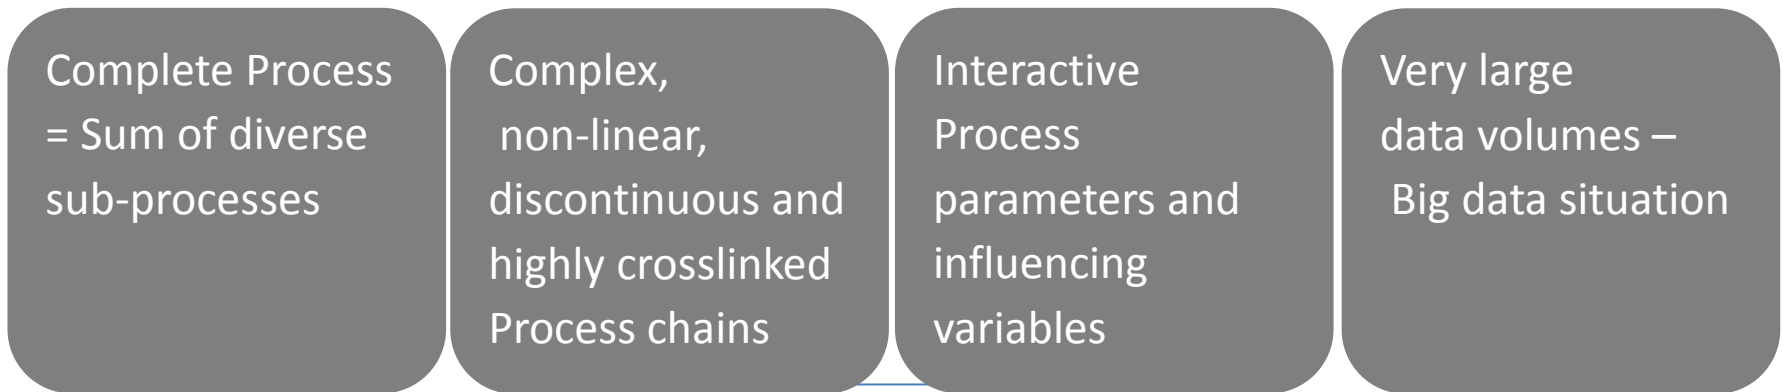 Complete Process
= Sum of diverse
sub-processes
Complex,
non-linear,
discontinuous and
highly crosslinked
Process chains
Interactive
Process
parameters and
influencing
variables
Very large
data volumes –
Big data situation